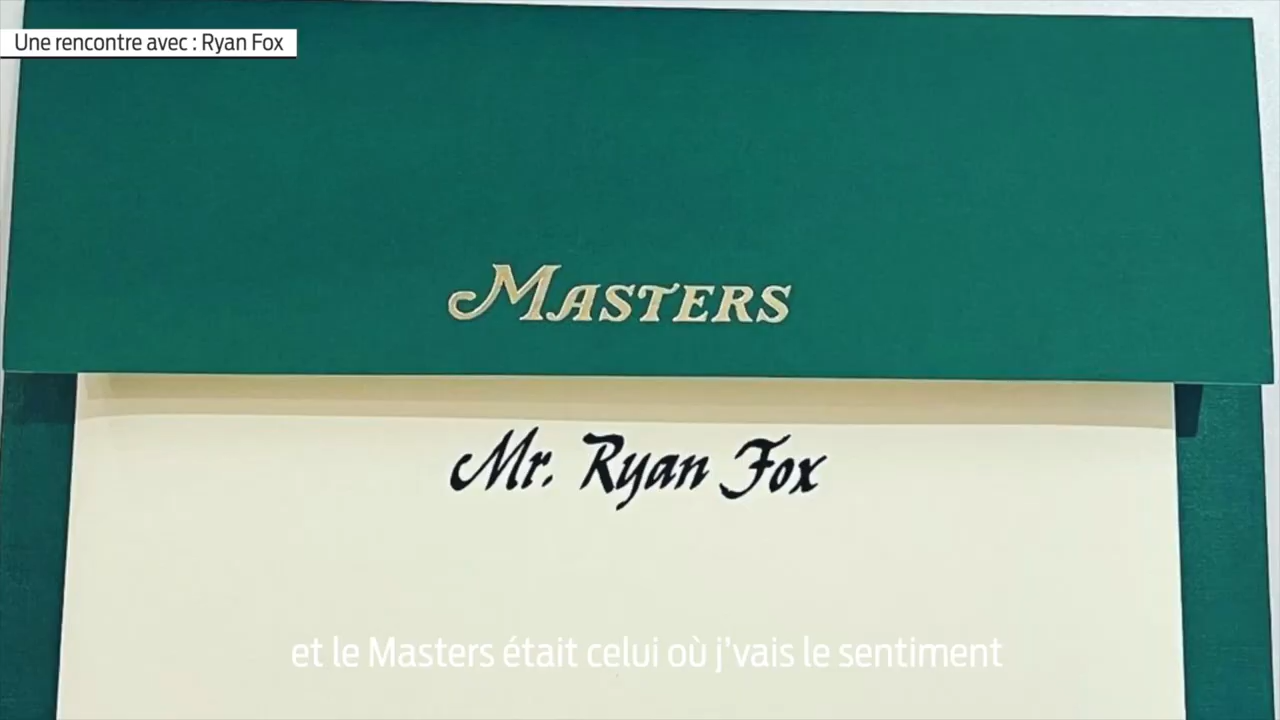 Une rencontre avec : Ryan Fox
MASTERS
Mr. Ryan Fox
et le Masters était celui où j'vais le sentiment